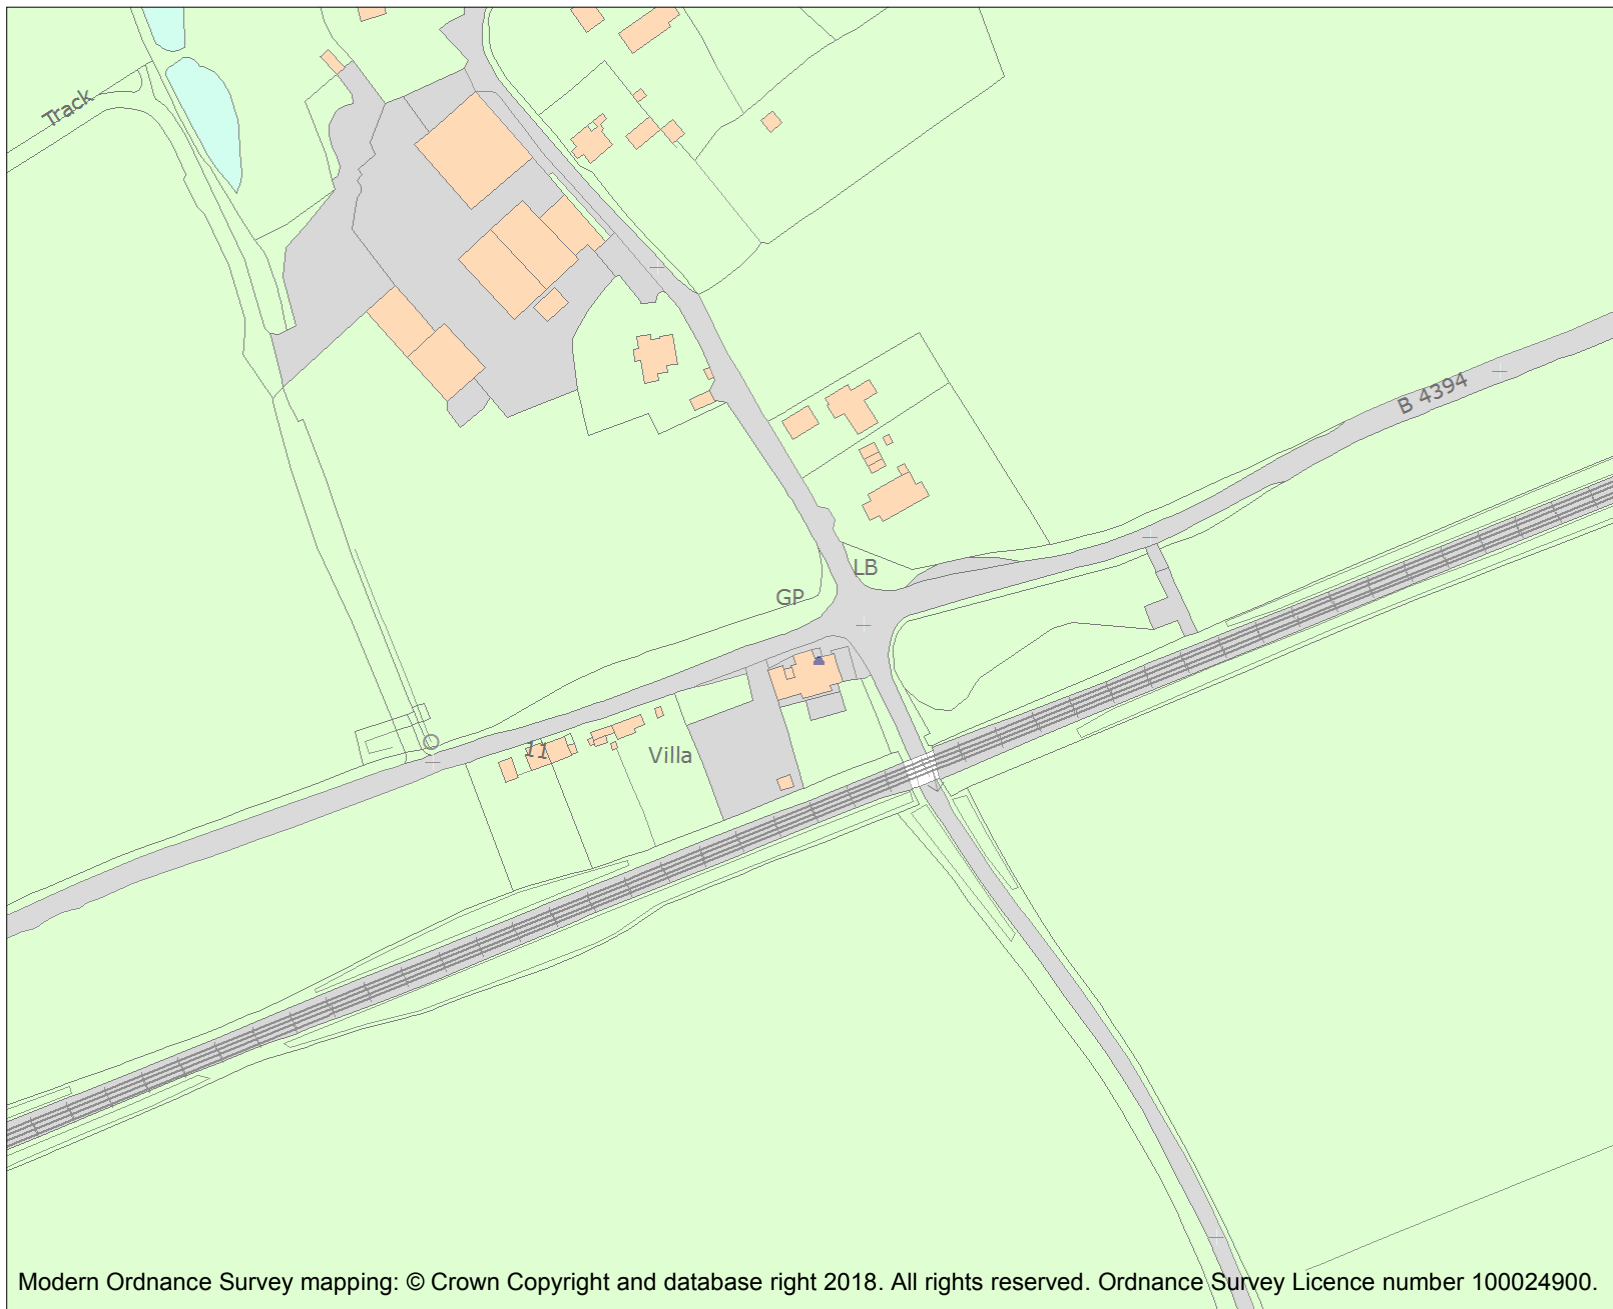 Track
B 4394
LB
GP
11
Villa
Modern Ordnance Survey mapping: © Crown Copyright and database right 2018. All rights reserved. Ordnance Survey Licence number 100024900.